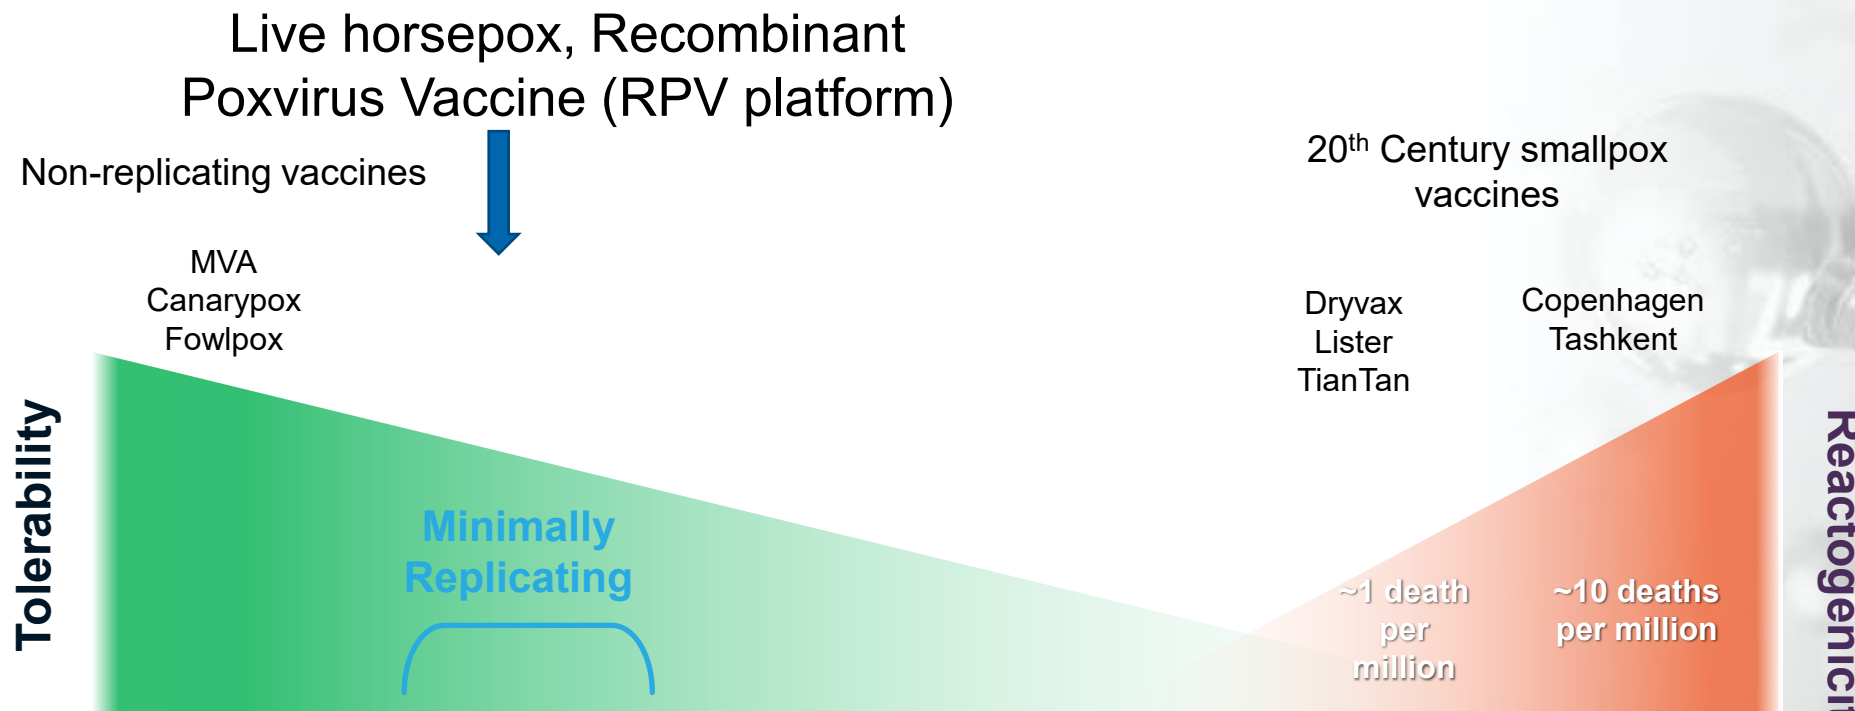 Live horsepox, Recombinant
Poxvirus Vaccine (RPV platform)
Non-replicating vaccines
20th Century smallpox
vaccines
MVA
Canarypox
Fowlpox
Dryvax
Lister
TianTan
Copenhagen
Tashkent
Tolerability
Minimally
Replicating
~1 death
per
million
~10 deaths
per million